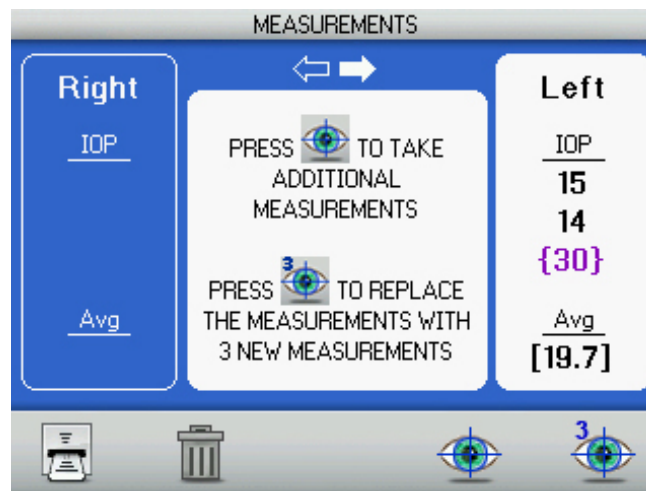 MEASUREMENTS
Right
IOP
Avg
PRESS TO TAKE
ADDITIONAL
MEASUREMENTS
3
PRESS TO REPLACE
THE MEASUREMENTS WITH
3 NEW MEASUREMENTS
Left
IOP
15
14
{30}
Avg
[19.7]
3